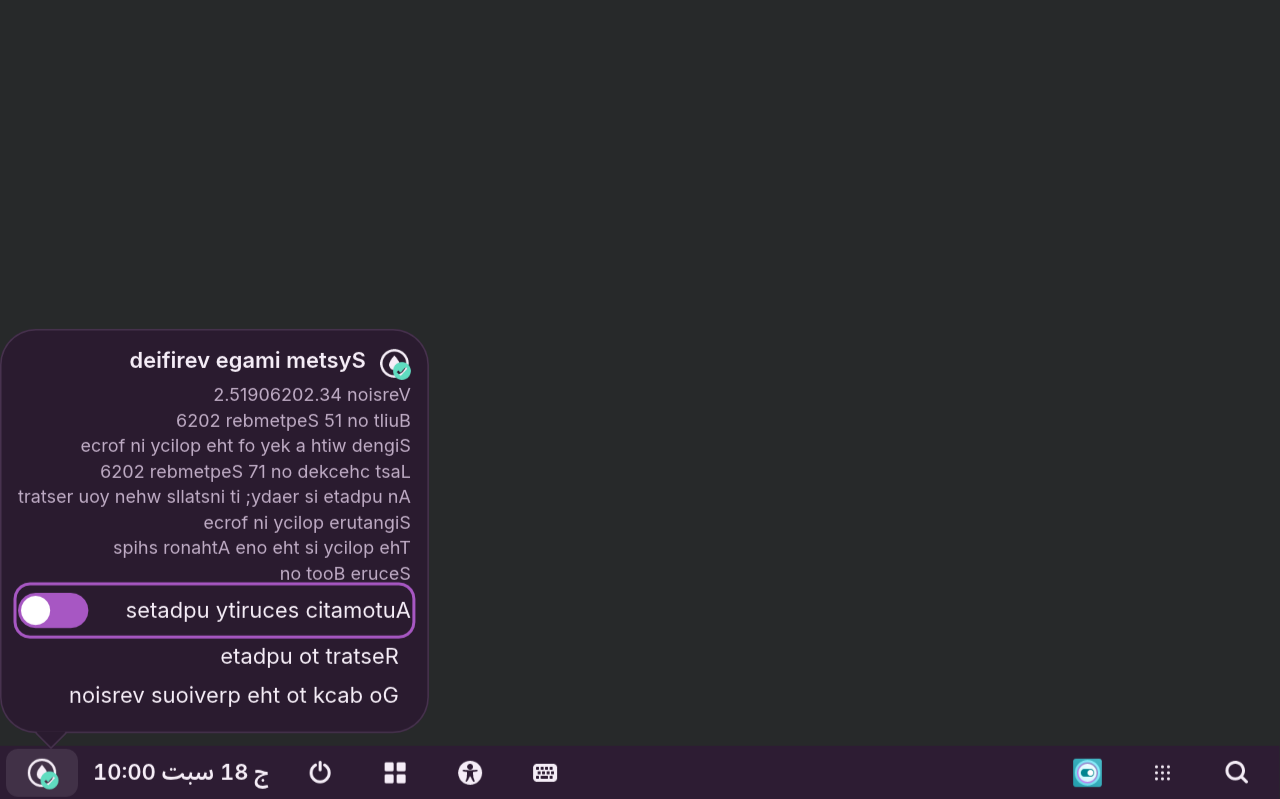 deifirev egami metsyS
2.51906202.34 noisreV
6202 rebmetpeS 51 no tliuB
ecrof ni ycilop eht fo yek a htiw dengiS
6202 rebmetpeS 71 no dekcehc tsaL
tratser uoy nehw sllatsni ti ;ydaer si etadpu nA
ecrof ni ycilop erutangiS
spihs ronahtA eno eht si ycilop ehT
no tooB eruceS
setadpu ytiruces citamotuA
etadpu ot tratseR
noisrev suoiverp eht ot kcab oG
ج 18 سبت 10:00